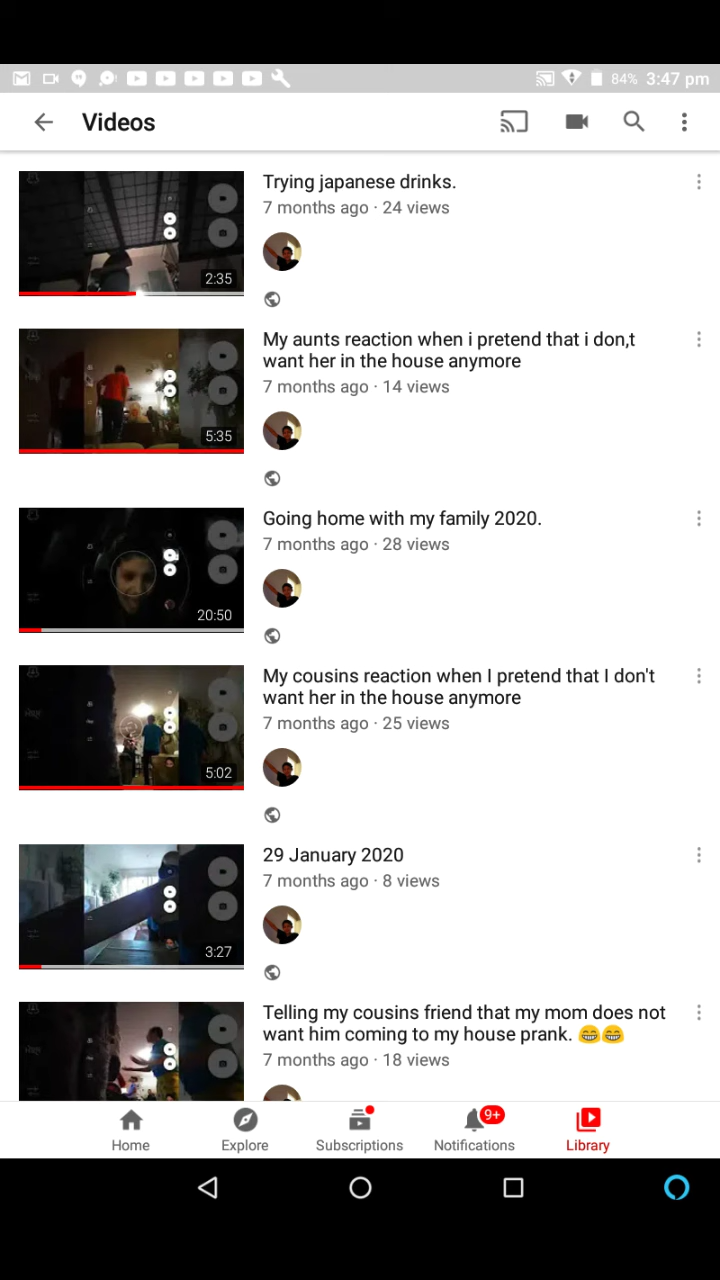 84% 3:47 pm
Videos
Trying japanese drinks.
7 months ago · 24 views
2:35
My aunts reaction when i pretend that i don,t
want her in the house anymore
7 months ago · 14 views
5:35
Going home with my family 2020.
7 months ago · 28 views
20:50
My cousins reaction when I pretend that I don't
want her in the house anymore
7 months ago · 25 views
5:02
29 January 2020
7 months ago · 8 views
3:27
Telling my cousins friend that my mom does not
want him coming to my house prank. 😁😁
7 months ago · 18 views
9+
Home Explore Subscriptions Notifications Library